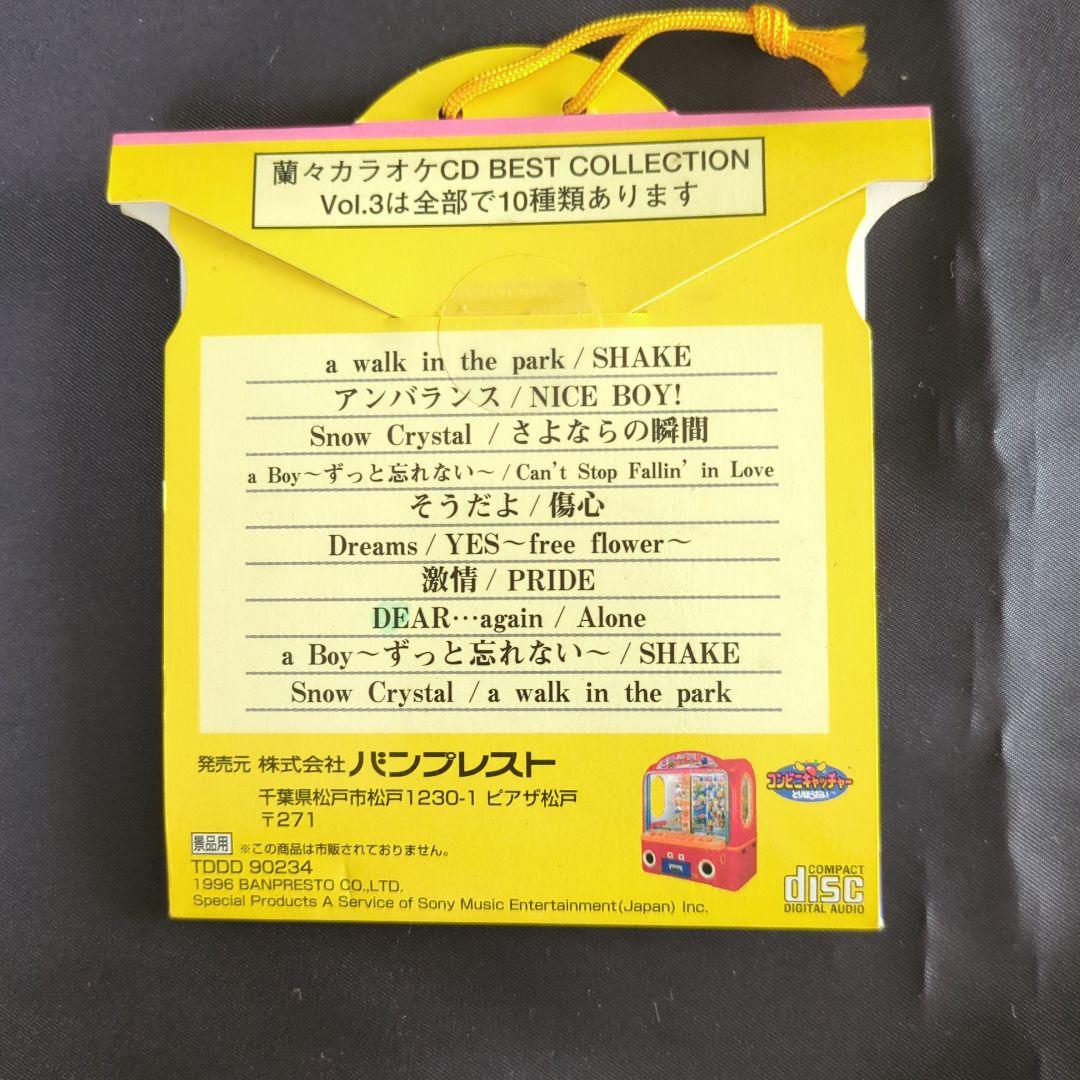 蘭々カラオケCD BEST COLLECTION
Vol.3は全部で10種類あります
a walk in the park / SHAKE
アンバランス / NICE BOY!
Snow Crystal / さよならの瞬間
a Boy～ずっと忘れない～ / Can't Stop Fallin' in Love
そうだよ / 傷心
Dreams / YES～free flower～
激情 / PRIDE
DEAR…again / Alone
a Boy～ずっと忘れない～ / SHAKE
Snow Crystal / a walk in the park
発売元 株式会社 バンプレスト
千葉県松戸市松戸1230-1 ピアザ松戸
〒271
コンビニキャッチャー
とりほうだい
景品用 ※この商品は市販されておりません。
TDDD 90234
1996 BANPRESTO CO.,LTD.
Special Products A Service of Sony Music Entertainment(Japan) Inc.
COMPACT
disc
DIGITAL AUDIO